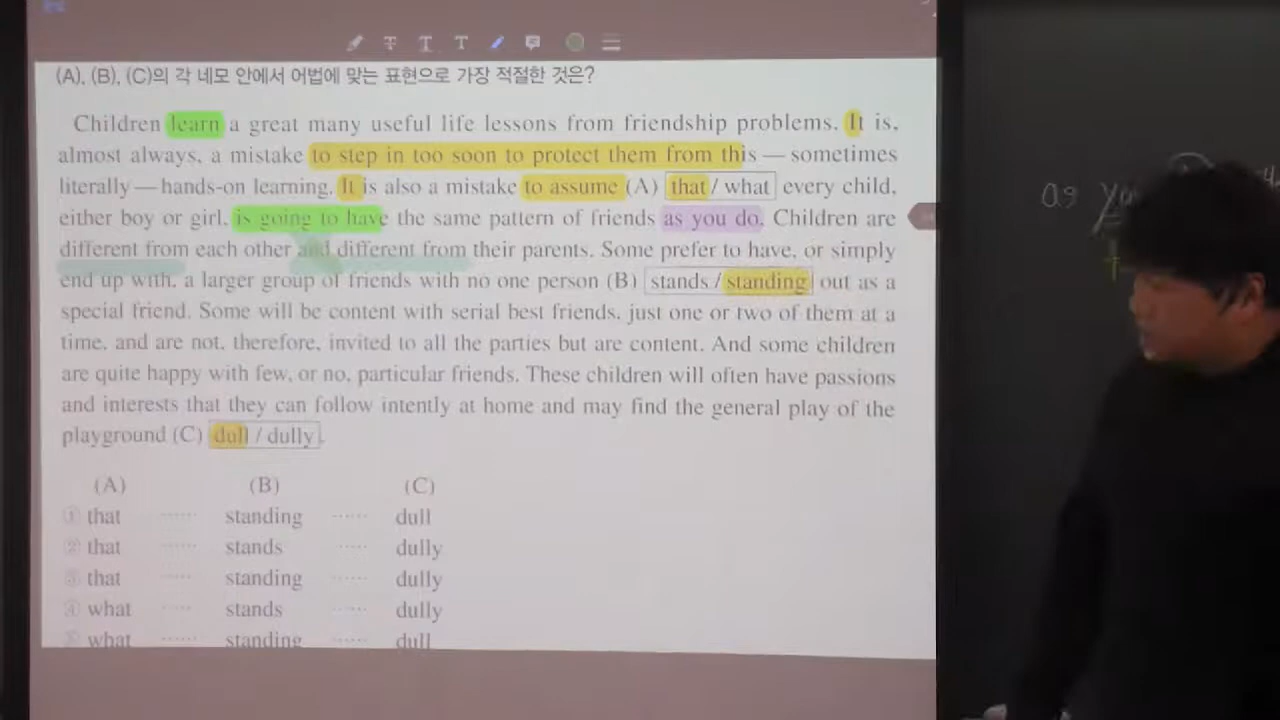 (A), (B), (C)의 각 네모 안에서 어법에 맞는 표현으로 가장 적절한 것은?
Children learn a great many useful life lessons from friendship problems. It is,
almost always, a mistake to step in too soon to protect them from this — sometimes
literally — hands-on learning. It is also a mistake to assume (A) that / what every child,
either boy or girl, is going to have the same pattern of friends as you do. Children are
different from each other and different from their parents. Some prefer to have, or simply
end up with, a larger group of friends with no one person (B) stands / standing out as a
special friend. Some will be content with serial best friends, just one or two of them at a
time, and are not, therefore, invited to all the parties but are content. And some children
are quite happy with few, or no, particular friends. These children will often have passions
and interests that they can follow intently at home and may find the general play of the
playground (C) dull / dully.
(A) (B) (C)
① that ······ standing ······ dull
② that ······ stands ······ dully
③ that ······ standing ······ dully
④ what ······ stands ······ dully
⑤ what ······ standing ······ dull
as